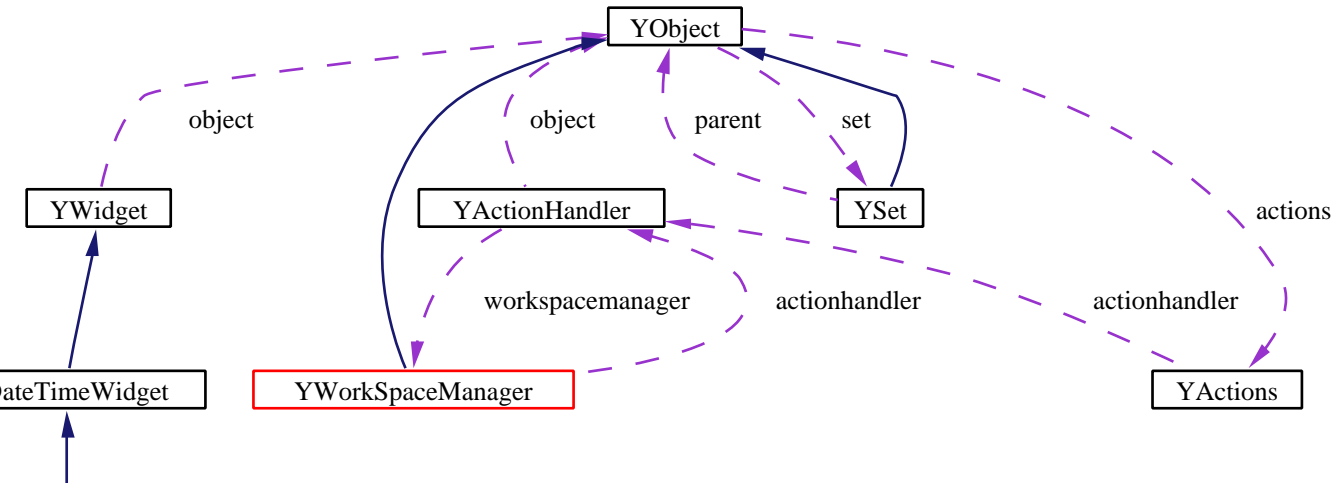 YObject
object
object
parent
set
YWidget
YActionHandler
YSet
actions
workspacemanager
actionhandler
actionhandler
DateTimeWidget
YWorkSpaceManager
YActions